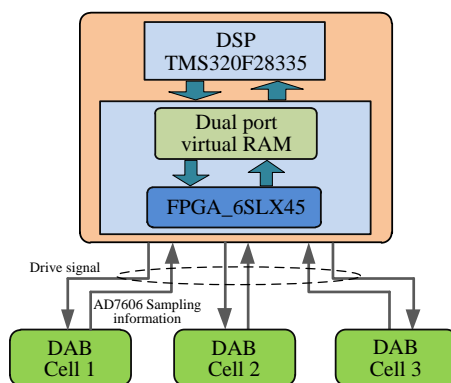 DSP
TMS320F28335
Dual port
virtual RAM
FPGA_6SLX45
Drive signal
AD7606 Sampling
information
DAB
Cell 1
DAB
Cell 2
DAB
Cell 3